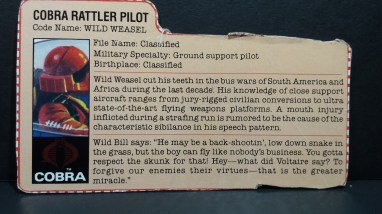 COBRA RATTLER PILOT
Code Name: WILD WEASEL
File Name: Classified
Military Specialty: Ground support pilot
Birthplace: Classified
Wild Weasel cut his teeth in the bus wars of South America and
Africa during the last decade. His knowledge of close support
aircraft ranges from jury-rigged civilian conversions to ultra
state-of-the-art flying weapons platforms. A mouth injury
inflicted during a strafing run is rumored to be the cause of the
characteristic sibilance in his speech pattern.
Wild Bill says: "He may be a back-shootin', low down snake in
the grass, but the boy can fly like nobody's business. You gotta
respect the skunk for that! Hey—what did Voltaire say? To
forgive our enemies their virtues—that is the greater
miracle."
COBRA